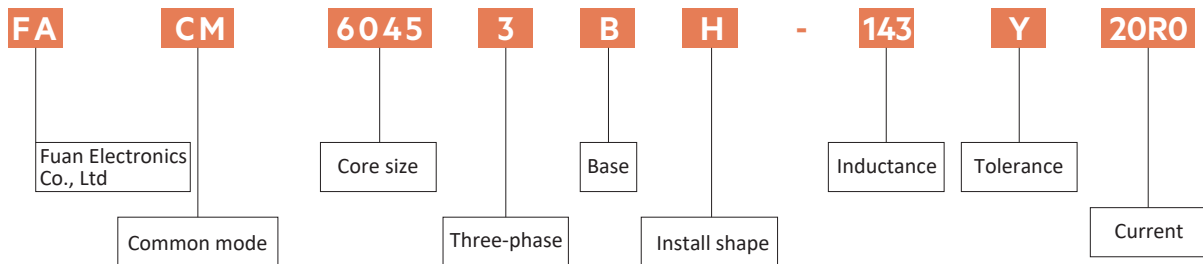 FA CM 6045 3 B H - 143 Y 20R0
Fuan Electronics
Co., Ltd
Core size
Base
Inductance
Tolerance
Common mode
Three-phase
Install shape
Current